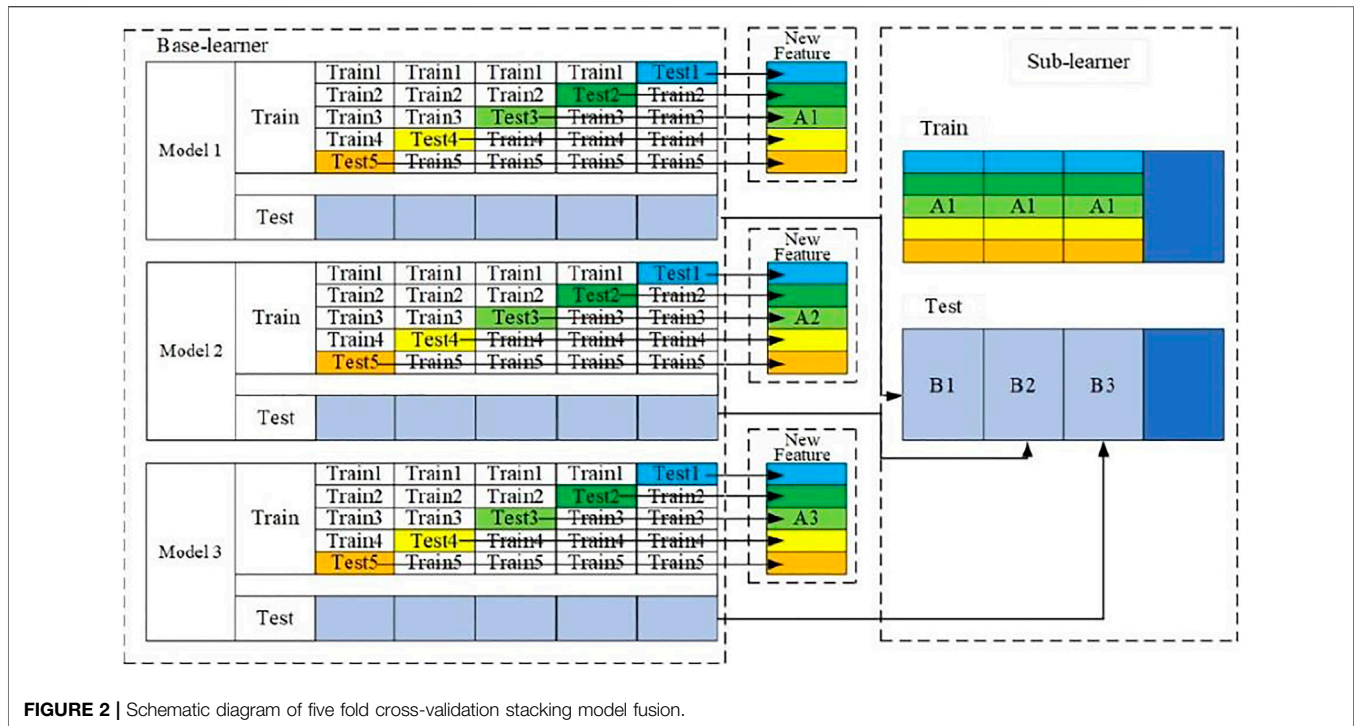 Base-learner
New
Feature
Sub-learner
Model 1
Train
Train1 Train1 Train1 Train1 Test1
Train2 Train2 Train2 Test2 Train2
Train3 Train3 Test3 Train3 Train3
A1
Train4 Test4 Train4 Train4 Train4
Test5 Train5 Train5 Train5 Train5
Test
Train
A1 A1 A1
Model 2
Train
Train1 Train1 Train1 Train1 Test1
Train2 Train2 Train2 Test2 Train2
Train3 Train3 Test3 Train3 Train3
Train4 Test4 Train4 Train4 Train4
Test5 Train5 Train5 Train5 Train5
Test
New
Feature
A2
Test
B1 B2 B3
Model 3
Train
Train1 Train1 Train1 Train1 Test1
Train2 Train2 Train2 Test2 Train2
Train3 Train3 Test3 Train3 Train3
Train4 Test4 Train4 Train4 Train4
Test5 Train5 Train5 Train5 Train5
Test
New
Feature
A3
FIGURE 2 | Schematic diagram of five fold cross-validation stacking model fusion.